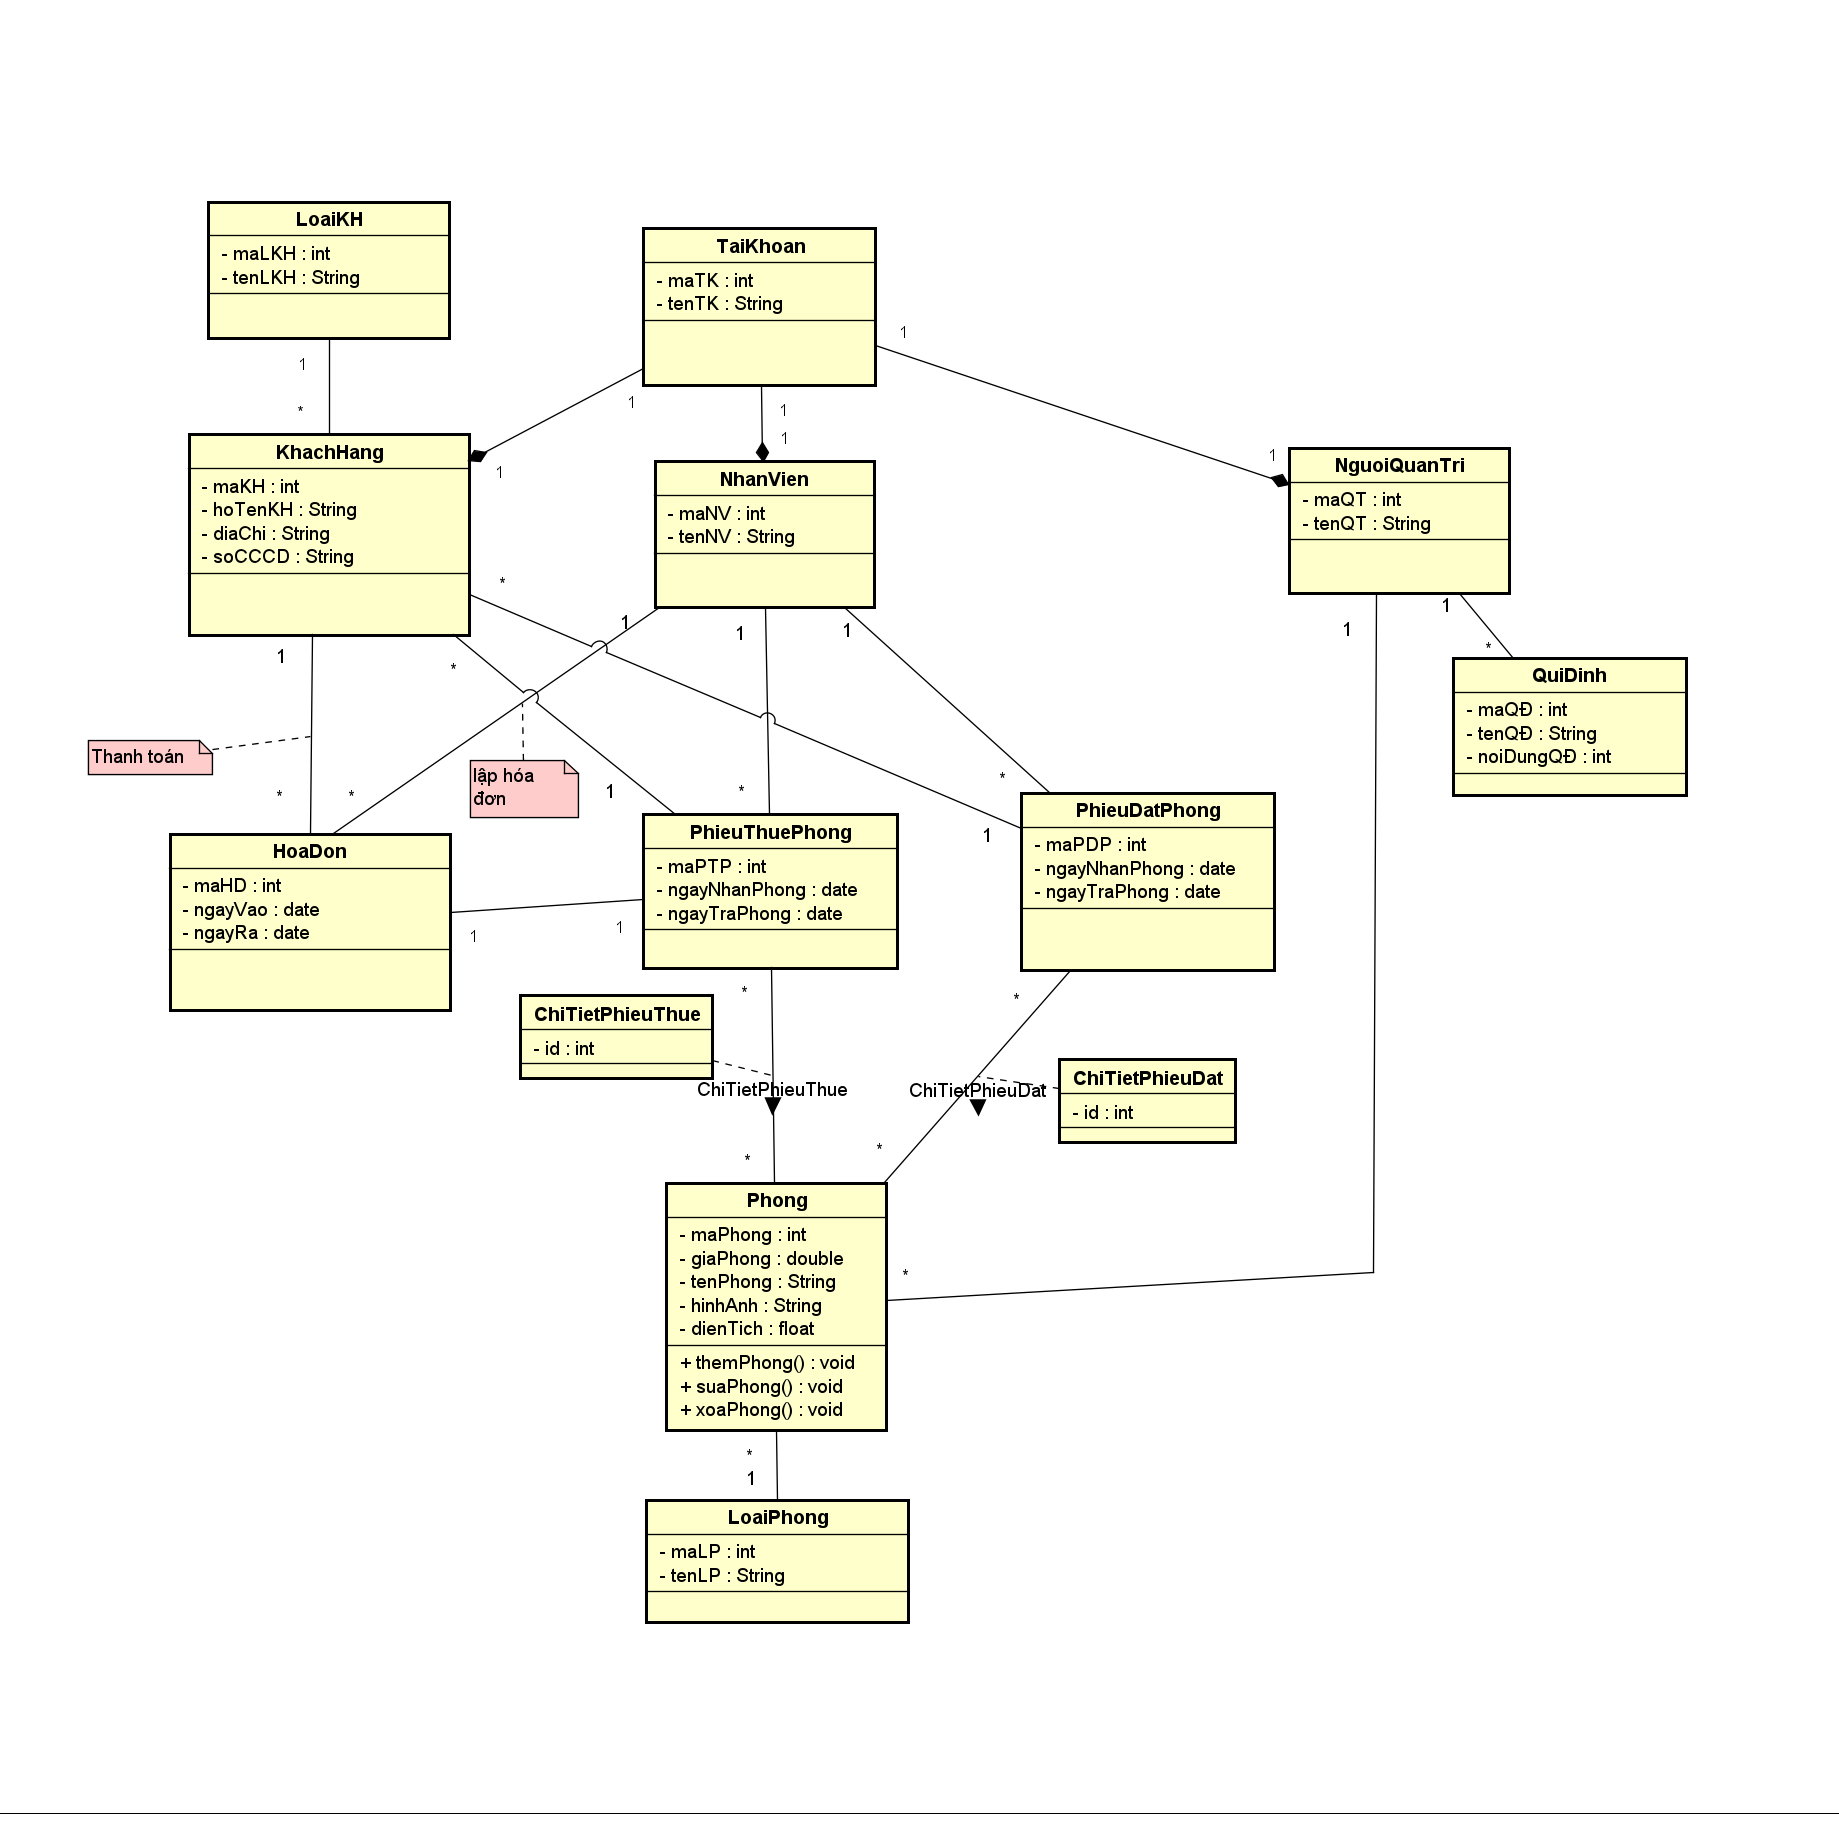 LoaiKH
- maLKH : int
- tenLKH : String
1
*
TaiKhoan
- maTK : int
- tenTK : String
1
1
1
KhachHang
- maKH : int
- hoTenKH : String
- diaChi : String
- soCCCD : String
1
1
NhanVien
- maNV : int
- tenNV : String
1
NguoiQuanTri
- maQT : int
- tenQT : String
*
1
*
1
1
1
1
1
*
QuiDinh
- maQĐ : int
- tenQĐ : String
- noiDungQĐ : int
Thanh toán
lập hóa
đơn
*
*
1
*
*
1
HoaDon
- maHD : int
- ngayVao : date
- ngayRa : date
1
1
PhieuThuePhong
- maPTP : int
- ngayNhanPhong : date
- ngayTraPhong : date
PhieuDatPhong
- maPDP : int
- ngayNhanPhong : date
- ngayTraPhong : date
*
*
ChiTietPhieuThue
- id : int
ChiTietPhieuThue
ChiTietPhieuDat
ChiTietPhieuDat
- id : int
*
*
Phong
- maPhong : int
- giaPhong : double
- tenPhong : String
- hinhAnh : String
- dienTich : float
+ themPhong() : void
+ suaPhong() : void
+ xoaPhong() : void
*
*
1
LoaiPhong
- maLP : int
- tenLP : String